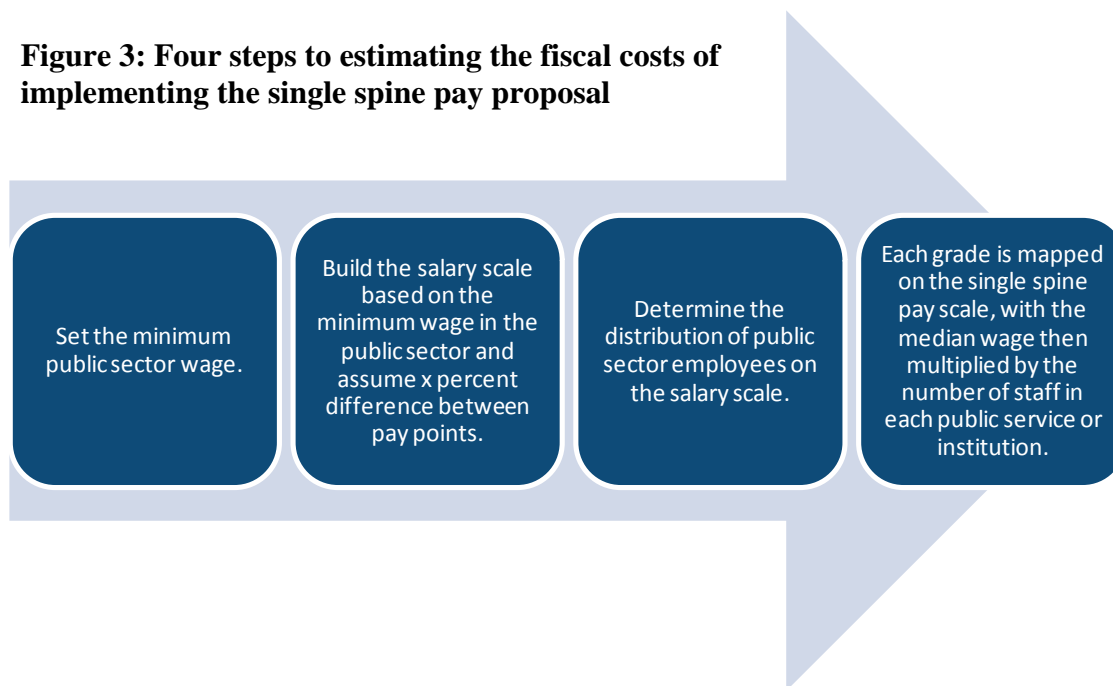 Figure 3: Four steps to estimating the fiscal costs of
implementing the single spine pay proposal
Set the minimum
public sector wage.
Build the salary scale
based on the
minimum wage in the
public sector and
assume x percent
difference between
pay points.
Determine the
distribution of public
sector employees on
the salary scale.
Each grade is mapped
on the single spine
pay scale, with the
median wage then
multiplied by the
number of staff in
each public service or
institution.